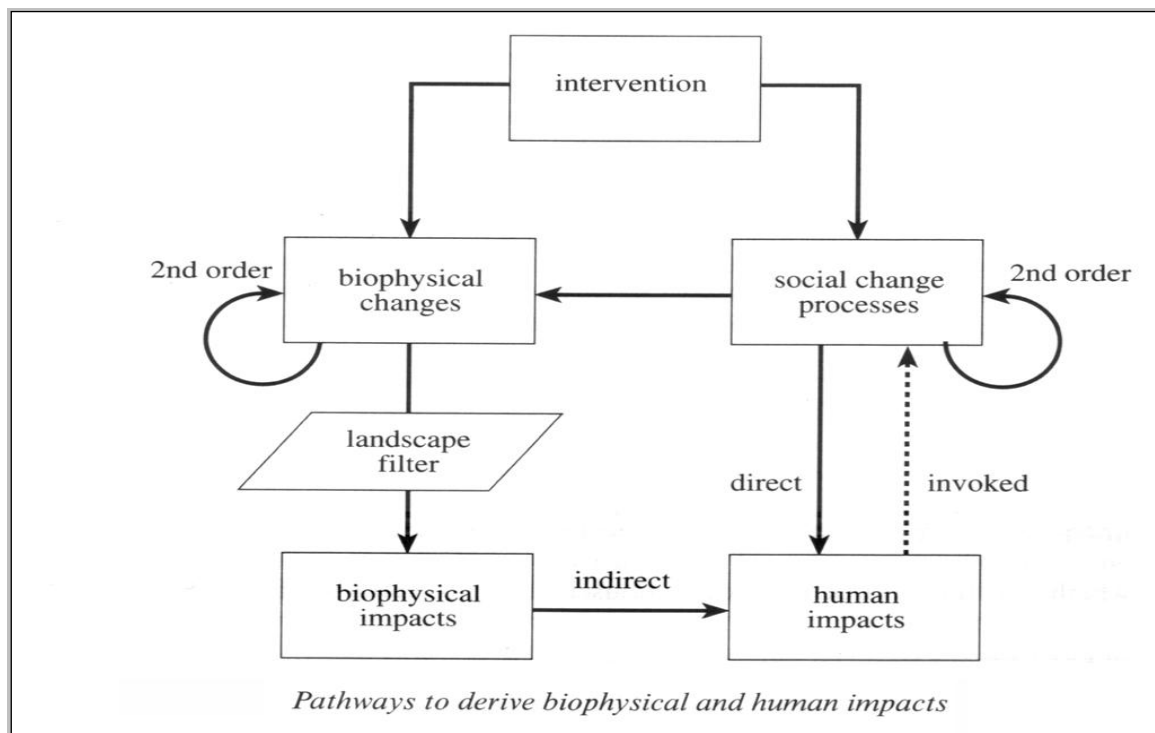 intervention
2nd order
biophysical
changes
social change
processes
2nd order
landscape
filter
direct
invoked
biophysical
impacts
indirect
human
impacts
Pathways to derive biophysical and human impacts